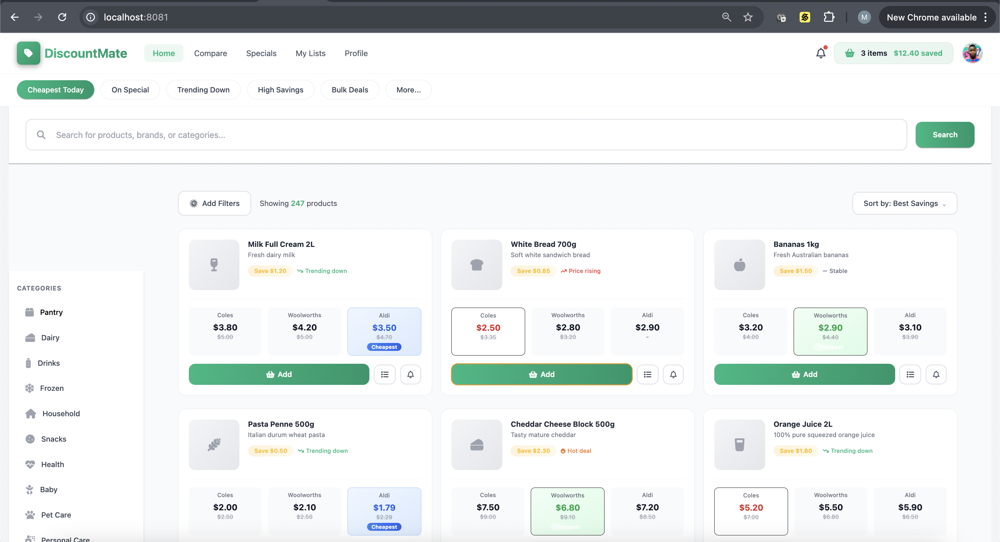 localhost:8081
M
New Chrome available
DiscountMate
Home
Compare
Specials
My Lists
Profile
3 items $12.40 saved
Cheapest Today
On Special
Trending Down
High Savings
Bulk Deals
More...
Search for products, brands, or categories...
Search
Add Filters
Showing 247 products
Sort by: Best Savings
CATEGORIES
Pantry
Dairy
Drinks
Frozen
Household
Snacks
Health
Baby
Pet Care
Personal Care
Milk Full Cream 2L
Fresh dairy milk
Save $1.20 Trending down
Coles
$3.80
$5.00
Woolworths
$4.20
$5.00
Aldi
$3.50
$4.70
Cheapest
Add
White Bread 700g
Soft white sandwich bread
Save $0.85 Price rising
Coles
$2.50
$3.35
Woolworths
$2.80
$3.20
Aldi
$2.90
-
Add
Bananas 1kg
Fresh Australian bananas
Save $1.50 Stable
Coles
$3.20
$4.00
Woolworths
$2.90
$4.40
Cheapest
Aldi
$3.10
$3.90
Add
Pasta Penne 500g
Italian durum wheat pasta
Save $0.50 Trending down
Coles
$2.00
$2.50
Woolworths
$2.10
$2.50
Aldi
$1.79
$2.29
Cheapest
Cheddar Cheese Block 500g
Tasty mature cheddar
Save $2.30 Hot deal
Coles
$7.50
$9.00
Woolworths
$6.80
$9.10
Cheapest
Aldi
$7.20
$8.50
Orange Juice 2L
100% pure squeezed orange juice
Save $1.80 Trending down
Coles
$5.20
$7.00
Woolworths
$5.50
$6.80
Aldi
$5.90
$6.50